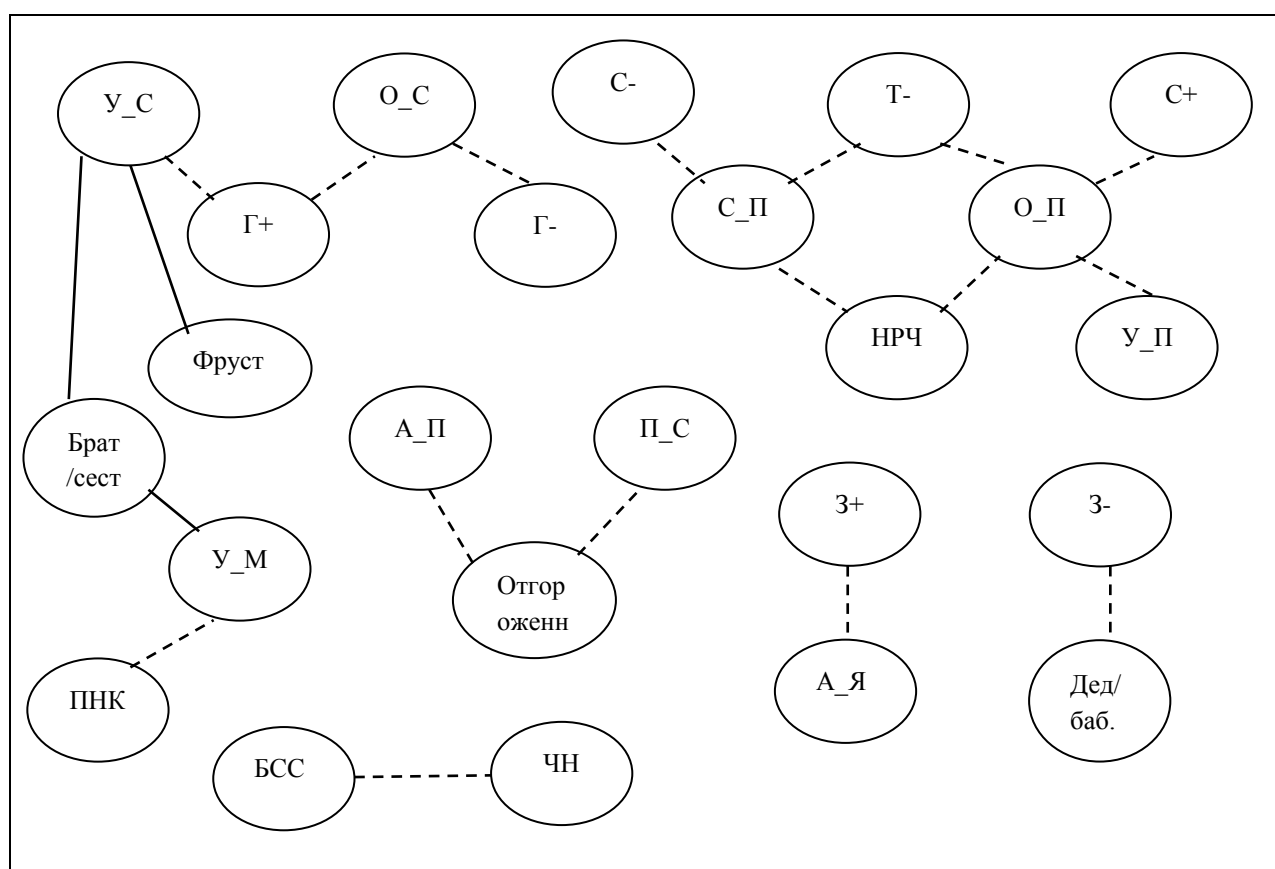 У_С
О_С
С-
Т-
С+
Г+
Г-
С_П
О_П
Фруст
НРЧ
У_П
Брат
/сест
А_П
П_С
З+
З-
У_М
Отгор
оженн
ПНК
А_Я
Дед/
баб.
БСС
ЧН